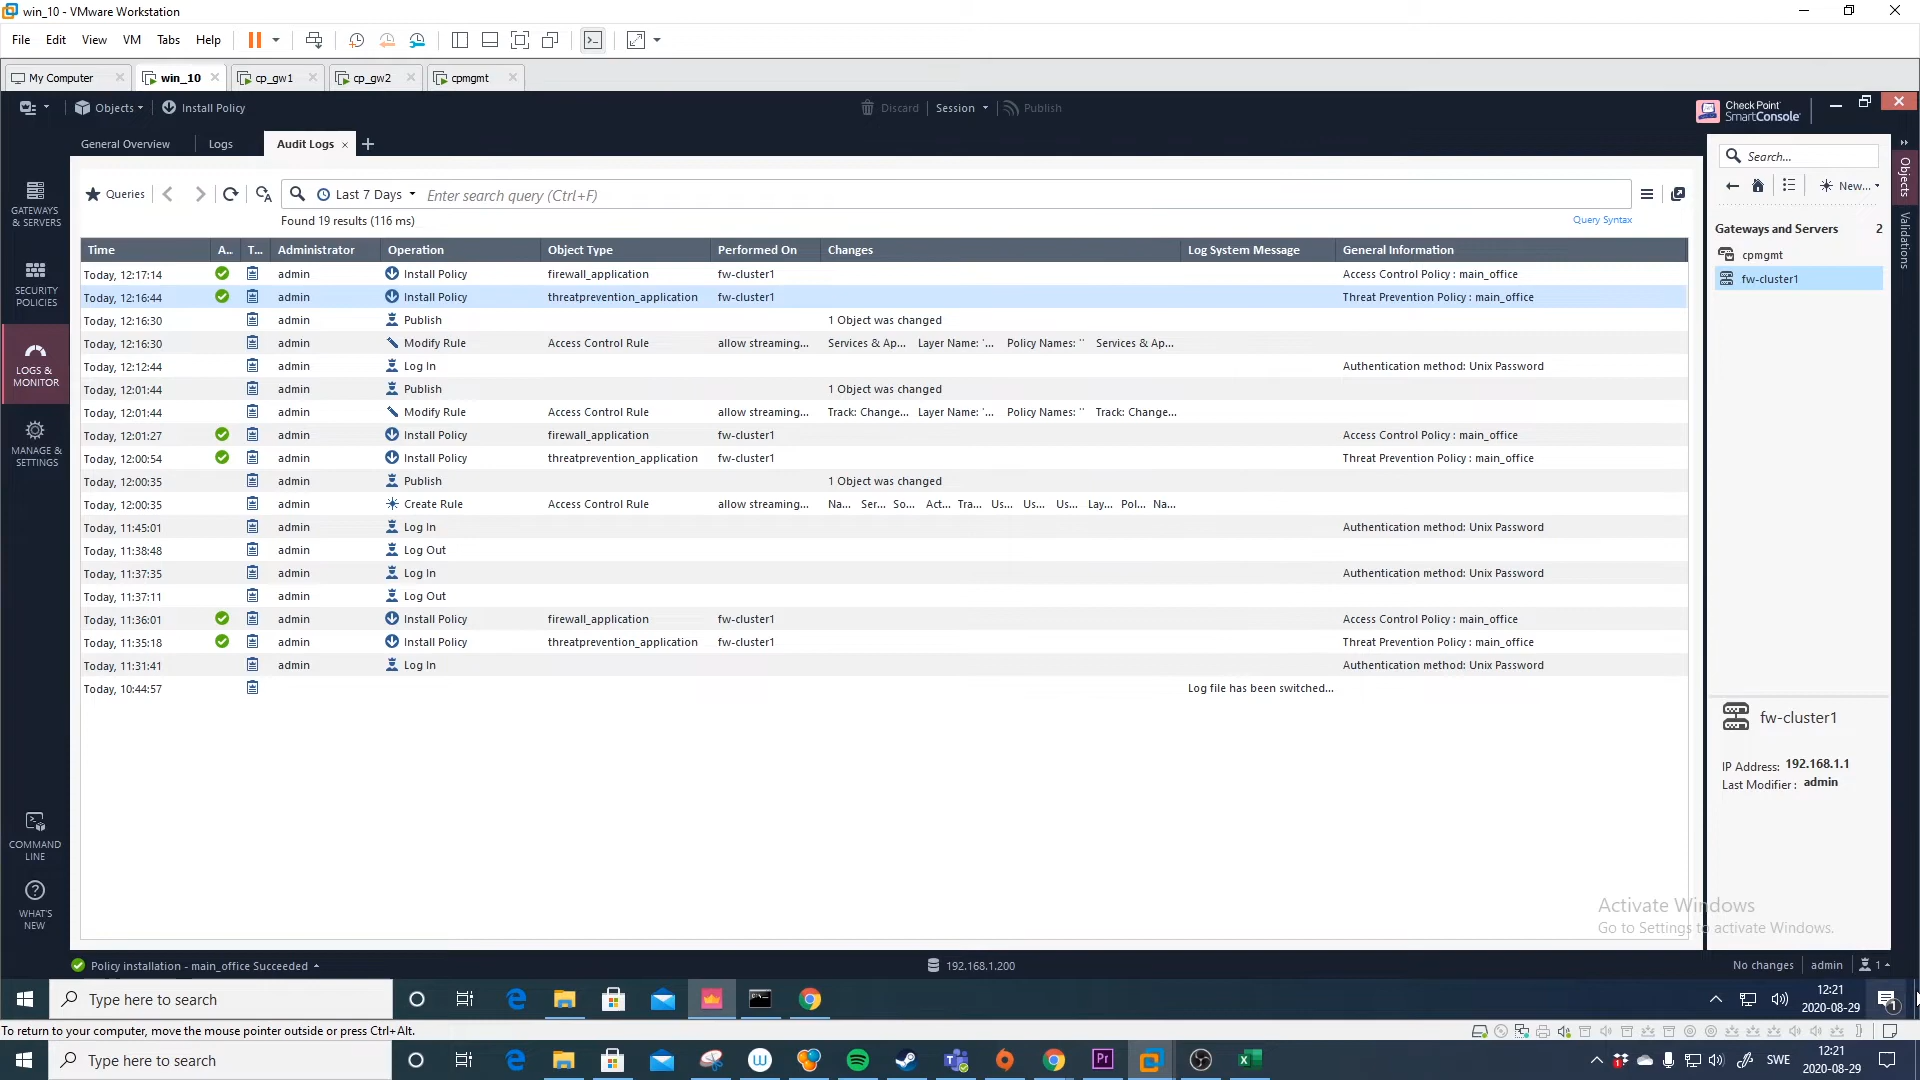 win_10 - VMware Workstation
File Edit View VM Tabs Help
My Computer win_10 cp_gw1 cp_gw2 cpmgmt
Objects Install Policy Discard Session Publish Check Point SmartConsole
General Overview Logs Audit Logs
Search...
Queries Last 7 Days Enter search query (Ctrl+F)
New...
Found 19 results (116 ms) Query Syntax
Objects
Validations
GATEWAYS & SERVERS
SECURITY POLICIES
LOGS & MONITOR
MANAGE & SETTINGS
COMMAND LINE
WHAT'S NEW
Time A.. T... Administrator Operation Object Type Performed On Changes Log System Message General Information
Today, 12:17:14 admin Install Policy firewall_application fw-cluster1 Access Control Policy : main_office
Today, 12:16:44 admin Install Policy threatprevention_application fw-cluster1 Threat Prevention Policy : main_office
Today, 12:16:30 admin Publish 1 Object was changed
Today, 12:16:30 admin Modify Rule Access Control Rule allow streaming... Services & Ap... Layer Name: '... Policy Names: '' Services & Ap...
Today, 12:12:44 admin Log In Authentication method: Unix Password
Today, 12:01:44 admin Publish 1 Object was changed
Today, 12:01:44 admin Modify Rule Access Control Rule allow streaming... Track: Change... Layer Name: '... Policy Names: '' Track: Change...
Today, 12:01:27 admin Install Policy firewall_application fw-cluster1 Access Control Policy : main_office
Today, 12:00:54 admin Install Policy threatprevention_application fw-cluster1 Threat Prevention Policy : main_office
Today, 12:00:35 admin Publish 1 Object was changed
Today, 12:00:35 admin Create Rule Access Control Rule allow streaming... Na... Ser... So... Act... Tra... Us... Us... Us... Lay... Pol... Na...
Today, 11:45:01 admin Log In Authentication method: Unix Password
Today, 11:38:48 admin Log Out
Today, 11:37:35 admin Log In Authentication method: Unix Password
Today, 11:37:11 admin Log Out
Today, 11:36:01 admin Install Policy firewall_application fw-cluster1 Access Control Policy : main_office
Today, 11:35:18 admin Install Policy threatprevention_application fw-cluster1 Threat Prevention Policy : main_office
Today, 11:31:41 admin Log In Authentication method: Unix Password
Today, 10:44:57 Log file has been switched...
Gateways and Servers 2
cpmgmt
fw-cluster1
fw-cluster1
IP Address: 192.168.1.1
Last Modifier : admin
Activate Windows
Go to Settings to activate Windows.
Policy installation - main_office Succeeded 192.168.1.200 No changes admin 1
Type here to search 12:21
2020-08-29 1
To return to your computer, move the mouse pointer outside or press Ctrl+Alt.
Type here to search SWE 12:21
2020-08-29